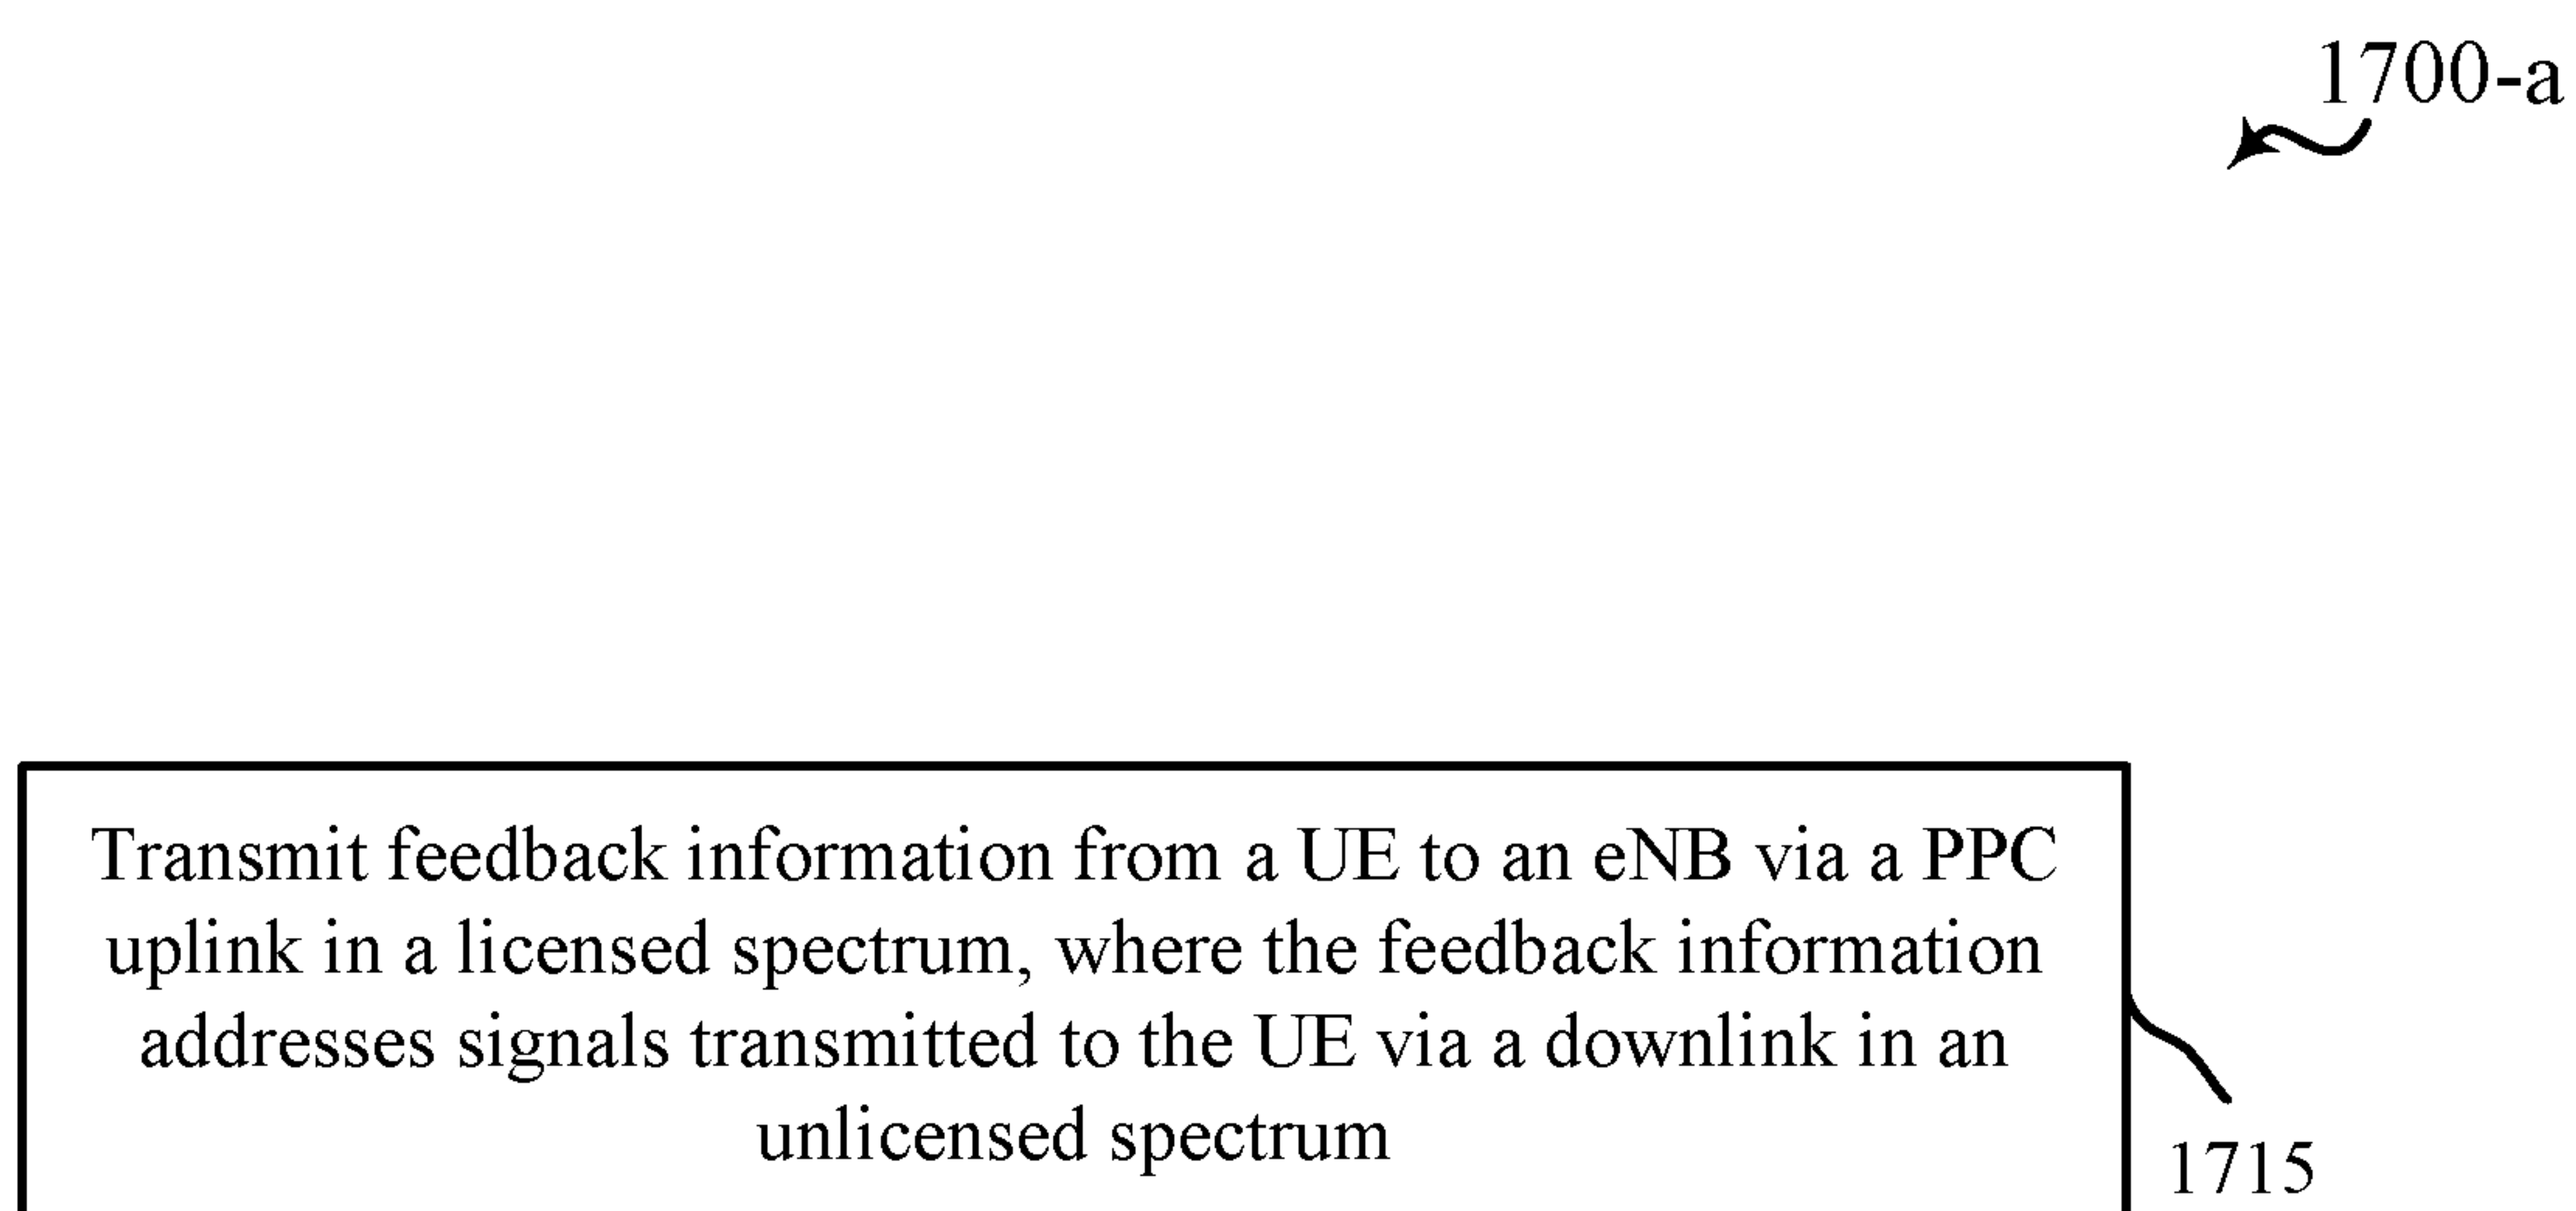 1700-a
Transmit feedback information from a UE to an eNB via a PPC
uplink in a licensed spectrum, where the feedback information
addresses signals transmitted to the UE via a downlink in an
unlicensed spectrum
1715